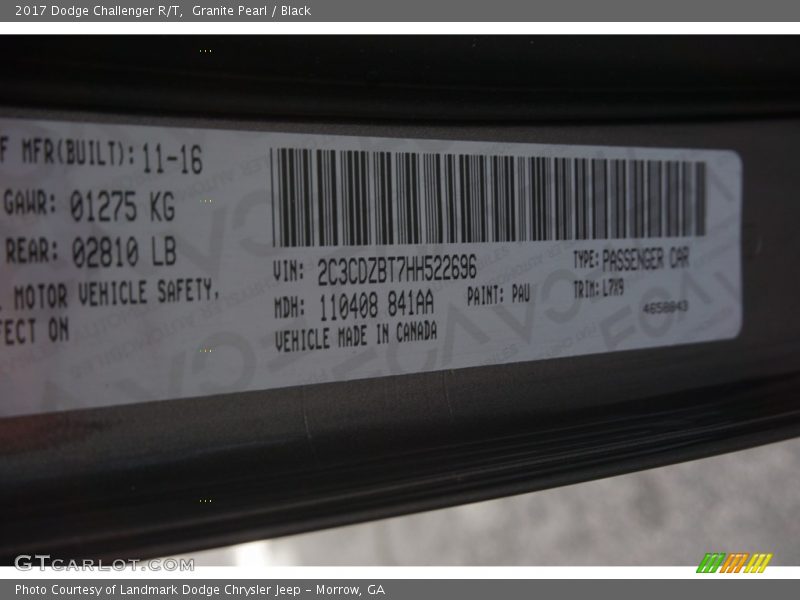 2017 Dodge Challenger R/T,  Granite Pearl / Black
F MFR(BUILT): 11-16
GAWR: 01275 KG
REAR: 02810 LB
MOTOR VEHICLE SAFETY,
FECT ON
VIN: 2C3CDZBT7HH522696
TYPE: PASSENGER CAR
MDH: 110408 841AA
PAINT: PAU
TRIM: L7X9
VEHICLE MADE IN CANADA
4658843
GTCARLOT.COM
Photo Courtesy of Landmark Dodge Chrysler Jeep – Morrow, GA